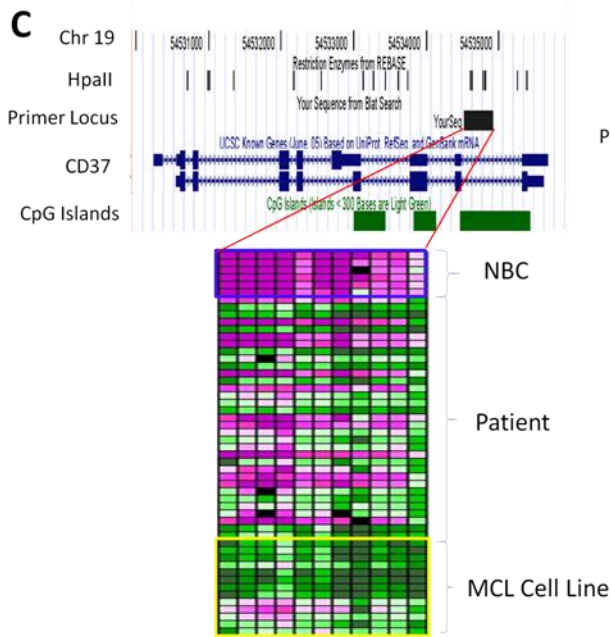 C
Chr 19
54531000 54532000 54533000 54534000 54535000
Restriction Enzymes from REBASE
HpaII
Your Sequence from Blat Search
Primer Locus
YourSeq
P
UCSC Known Genes (June, 05) Based on UniProt, RefSeq, and GenBank mRNA
CD37
CpG Islands (Islands < 300 Bases are Light Green)
CpG Islands
NBC
Patient
MCL Cell Line